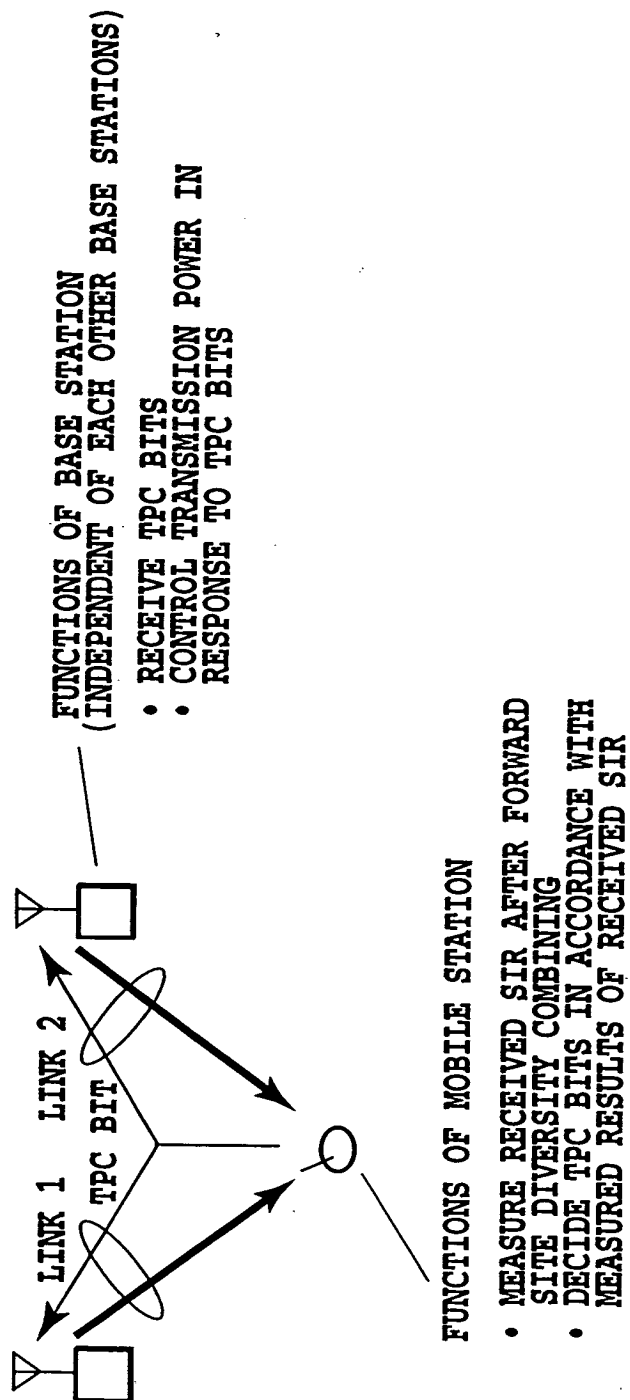 LINK 1 LINK 2
TPC BIT
FUNCTIONS OF BASE STATION
(INDEPENDENT OF EACH OTHER BASE STATIONS)
• RECEIVE TPC BITS
• CONTROL TRANSMISSION POWER IN
RESPONSE TO TPC BITS
FUNCTIONS OF MOBILE STATION
• MEASURE RECEIVED SIR AFTER FORWARD
SITE DIVERSITY COMBINING
• DECIDE TPC BITS IN ACCORDANCE WITH
MEASURED RESULTS OF RECEIVED SIR